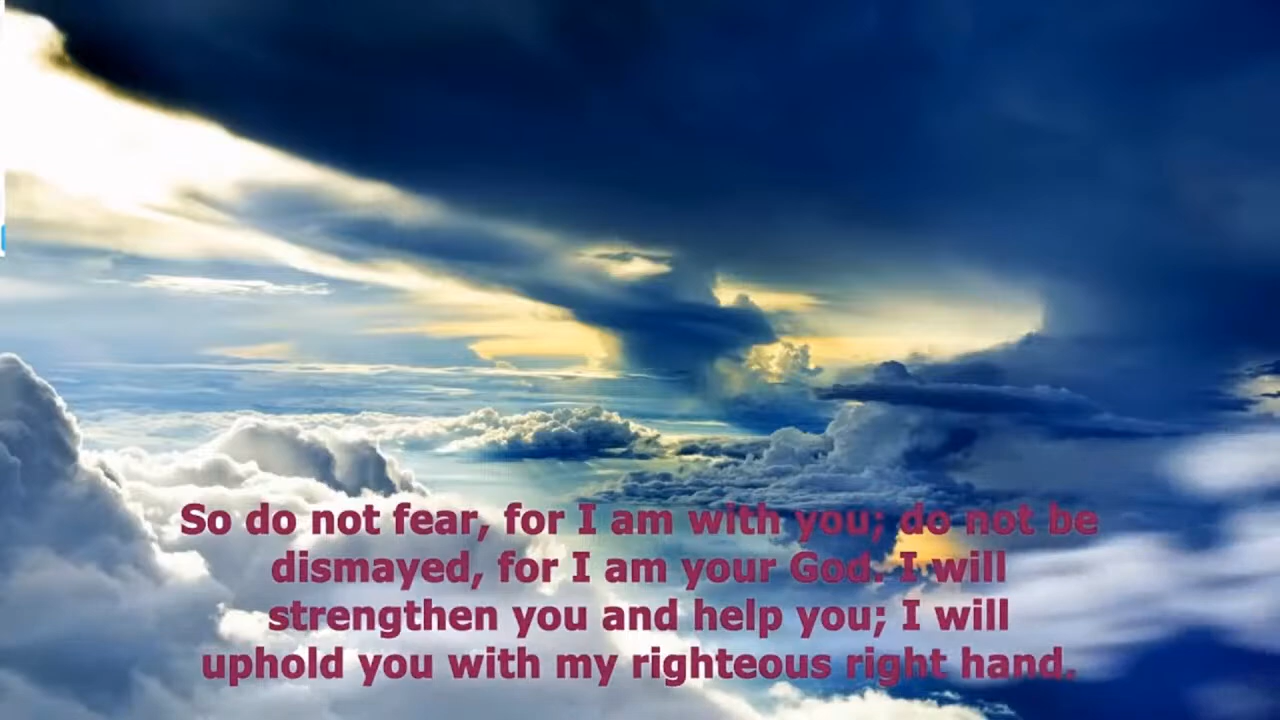 So do not fear, for I am with you; do not be
dismayed, for I am your God. I will
strengthen you and help you; I will
uphold you with my righteous right hand.